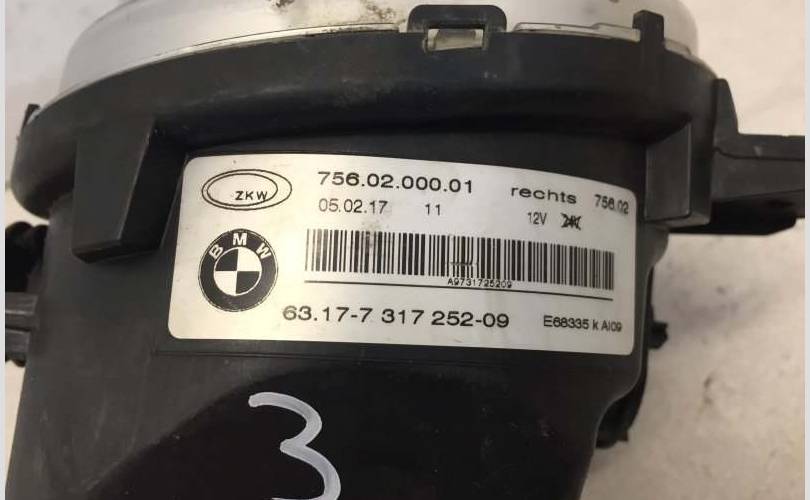 ZKW
756.02.000.01 rechts 756.02
05.02.17 11 12V
BMW
A9731725209
63.17-7 317 252-09 E68335 k AI09
3